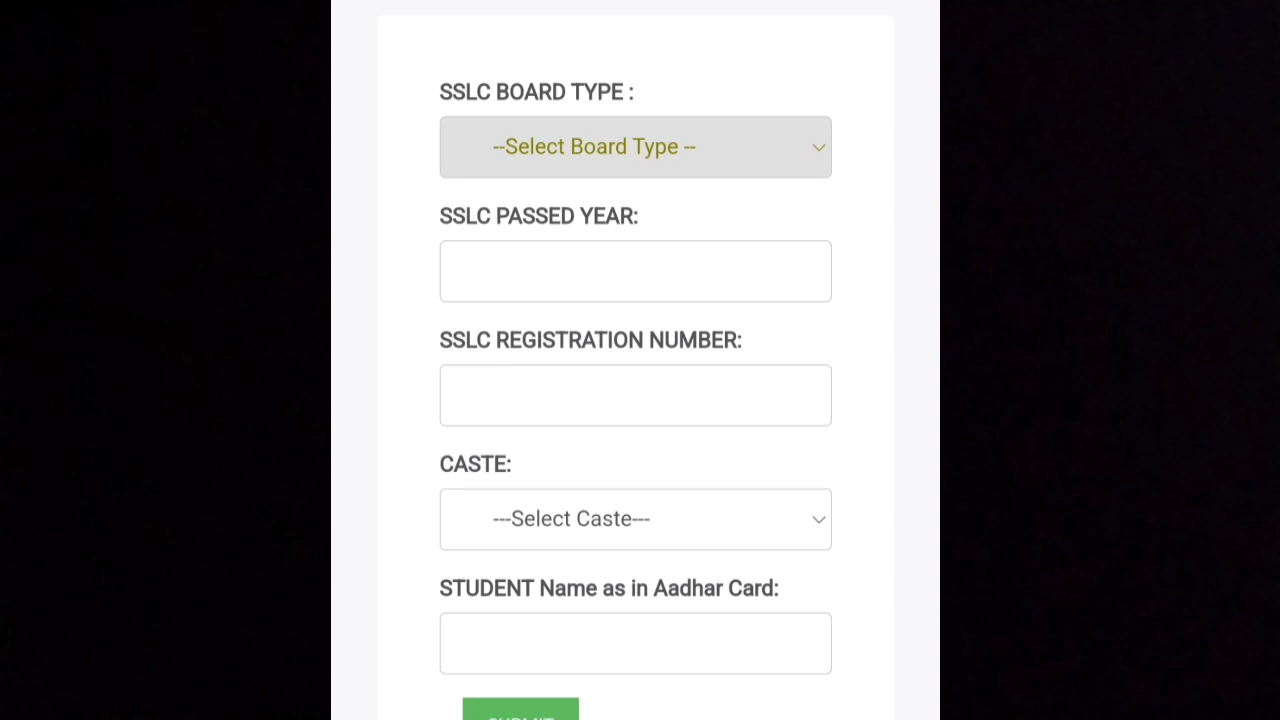 SSLC BOARD TYPE :
--Select Board Type --
SSLC PASSED YEAR:
SSLC REGISTRATION NUMBER:
CASTE:
---Select Caste---
STUDENT Name as in Aadhar Card:
SUBMIT